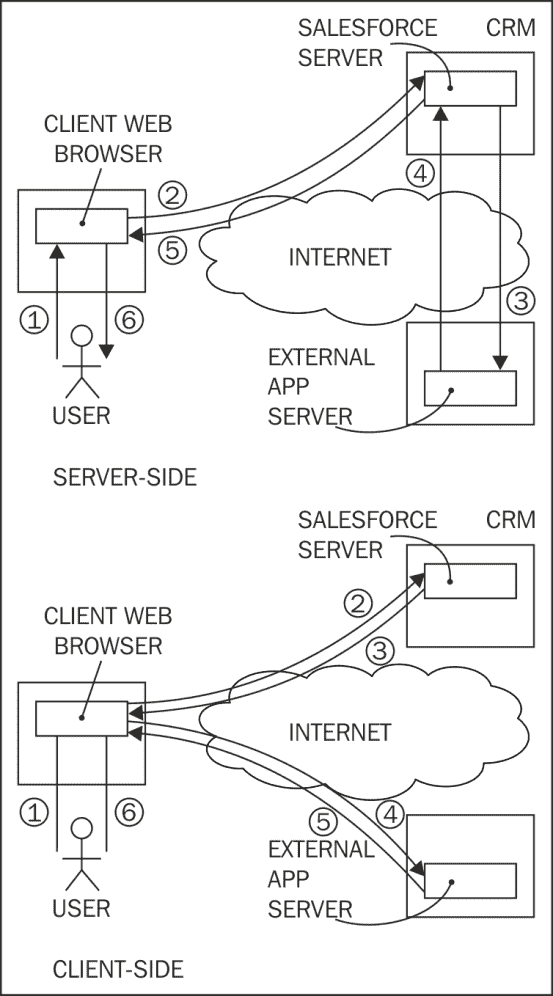 SALESFORCE CRM
SERVER
CLIENT WEB
BROWSER
②
④
⑤
INTERNET
③
① ⑥
EXTERNAL
APP
SERVER
USER
SERVER-SIDE
SALESFORCE CRM
SERVER
②
CLIENT WEB
BROWSER
③
INTERNET
① ⑥
⑤ ④
EXTERNAL
APP
SERVER
USER
CLIENT-SIDE